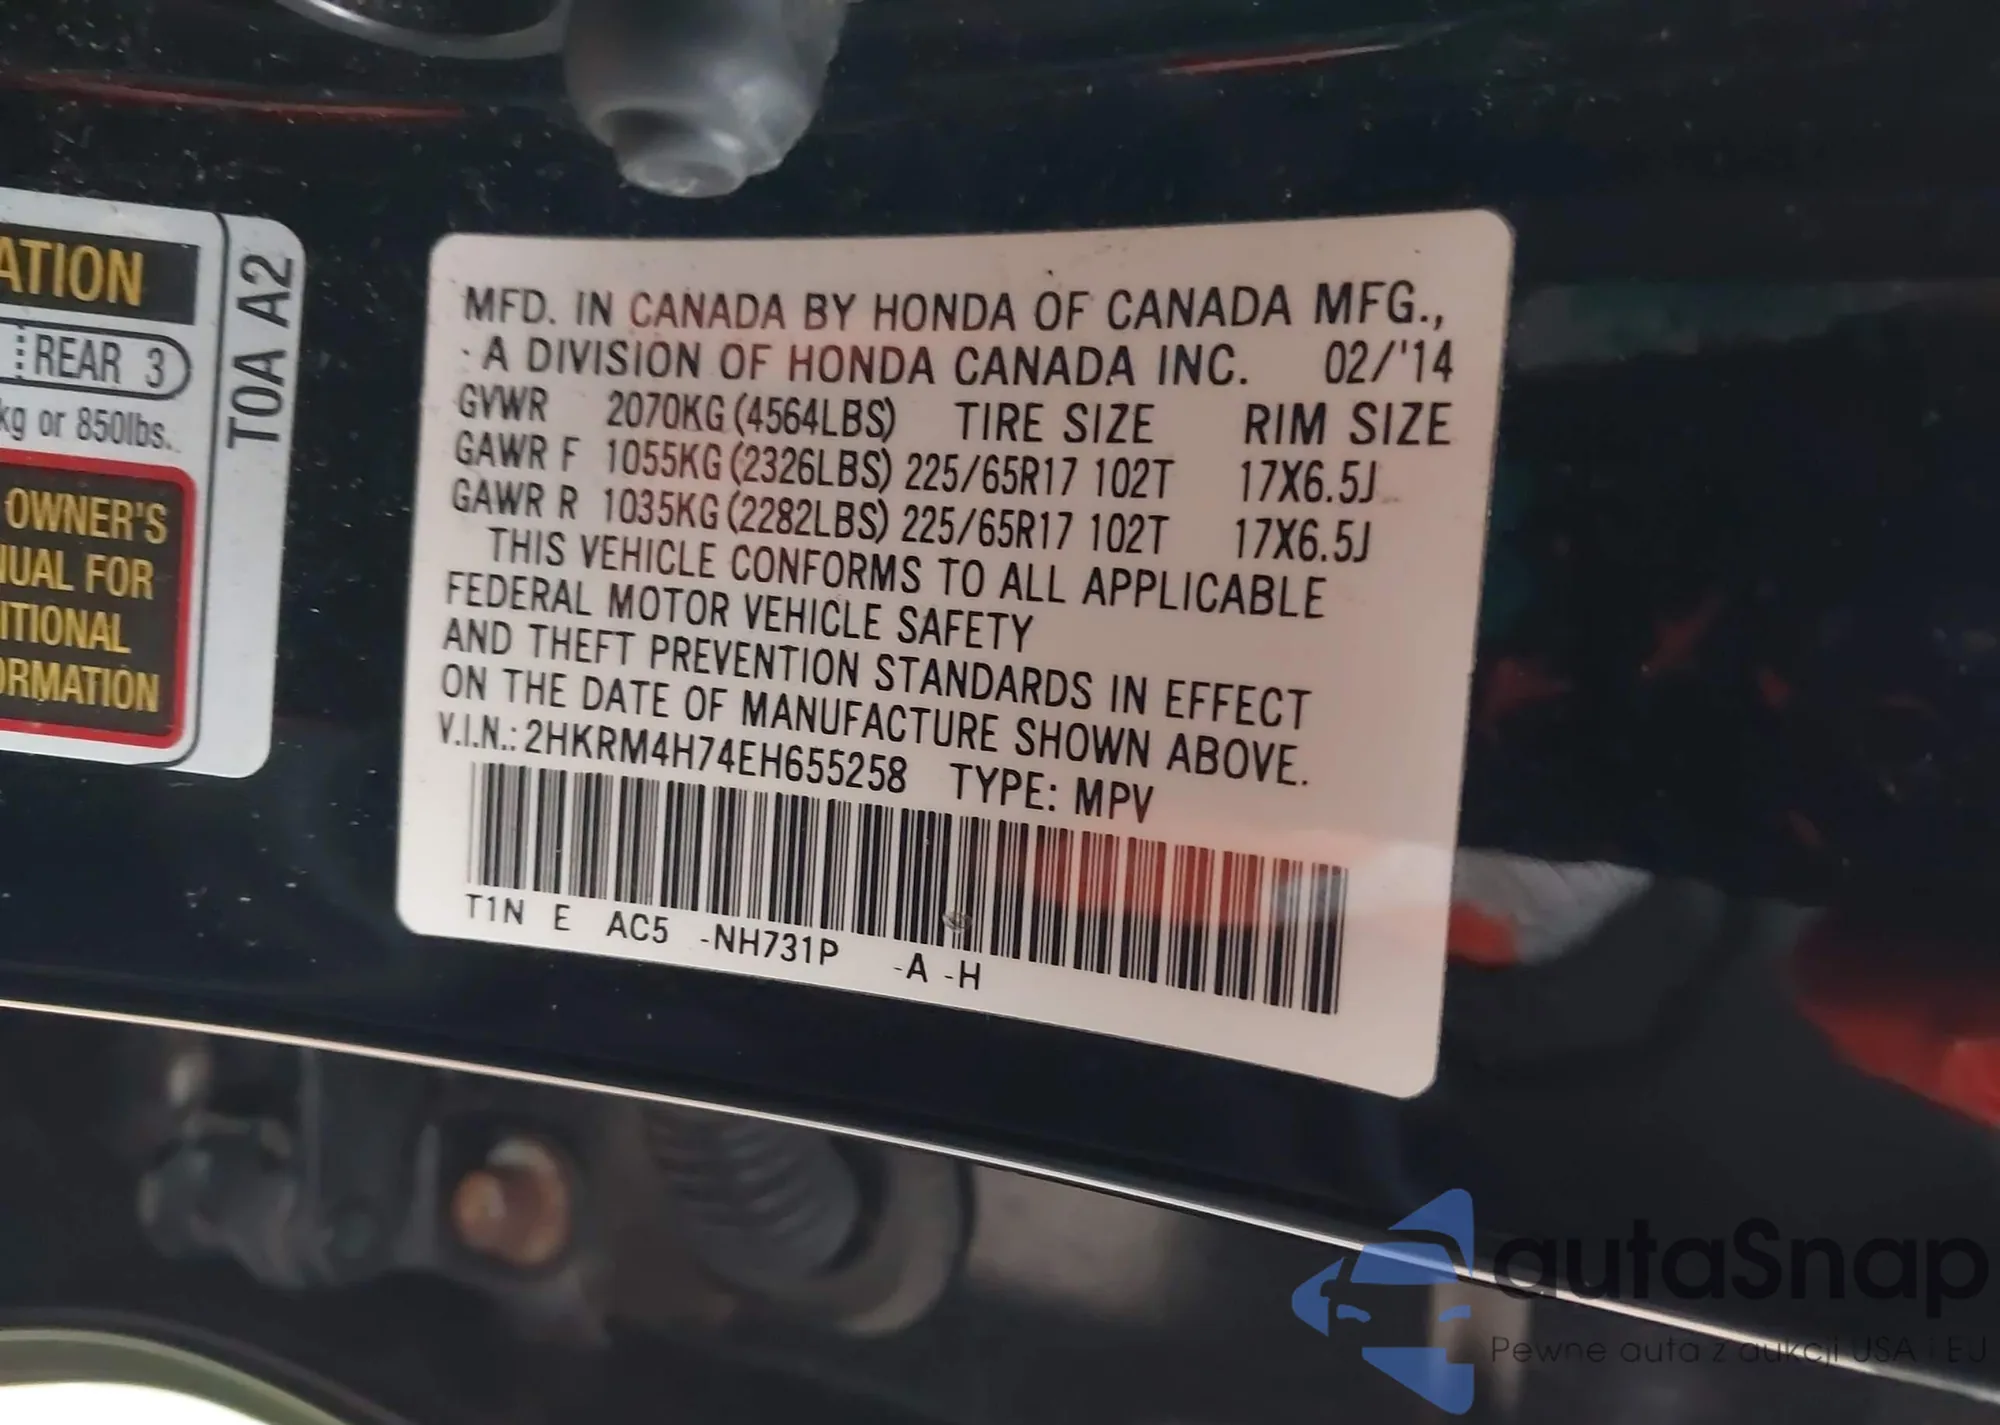 ATION
REAR 3
kg or 850lbs.
OWNER'S
NUAL FOR
ITIONAL
ORMATION
T0A A2
MFD. IN CANADA BY HONDA OF CANADA MFG.,
A DIVISION OF HONDA CANADA INC. 02/'14
GVWR 2070KG (4564LBS) TIRE SIZE RIM SIZE
GAWR F 1055KG (2326LBS) 225/65R17 102T 17X6.5J
GAWR R 1035KG (2282LBS) 225/65R17 102T 17X6.5J
THIS VEHICLE CONFORMS TO ALL APPLICABLE
FEDERAL MOTOR VEHICLE SAFETY
AND THEFT PREVENTION STANDARDS IN EFFECT
ON THE DATE OF MANUFACTURE SHOWN ABOVE.
V.I.N.: 2HKRM4H74EH655258 TYPE: MPV
T1N E AC5 -NH731P -A -H
autaSnap
Pewne auta z aukcji USA i EU